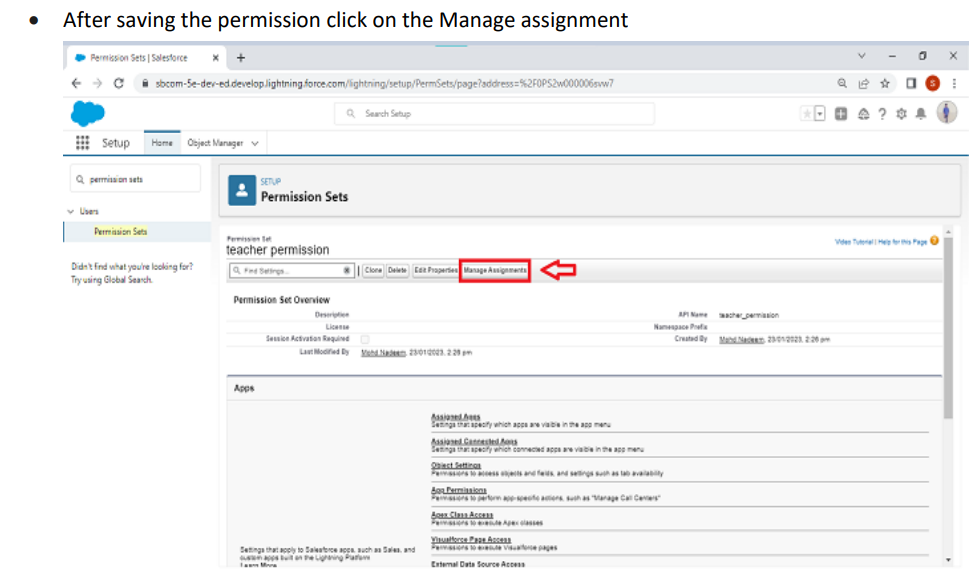 • After saving the permission click on the Manage assignment
Permission Sets | Salesforce
sbcom-5e-dev-ed.develop.lightning.force.com/lightning/setup/PermSets/page?address=%2F0PS2w000006svw7
S
Search Setup
Setup Home Object Manager
permission sets
Users
Permission Sets
Didn't find what you're looking for?
Try using Global Search.
SETUP
Permission Sets
Permission Set
teacher permission
Video Tutorial | Help for this Page
Find Settings... | Clone Delete Edit Properties Manage Assignments
Permission Set Overview
Description API Name teacher_permission
License Namespace Prefix
Session Activation Required Created By Mohd Nadeem, 23/01/2023, 2:26 pm
Last Modified By Mohd Nadeem, 23/01/2023, 2:26 pm
Apps
Assigned Apps
Settings that specify which apps are visible in the app menu
Assigned Connected Apps
Settings that specify which connected apps are visible in the app menu
Object Settings
Permissions to access objects and fields, and settings such as tab availability
App Permissions
Permissions to perform app-specific actions, such as "Manage Call Centers"
Apex Class Access
Permissions to execute Apex classes
Visualforce Page Access
Permissions to execute Visualforce pages
External Data Source Access
Settings that apply to Salesforce apps, such as Sales, and
custom apps built on the Lightning Platform
Learn More